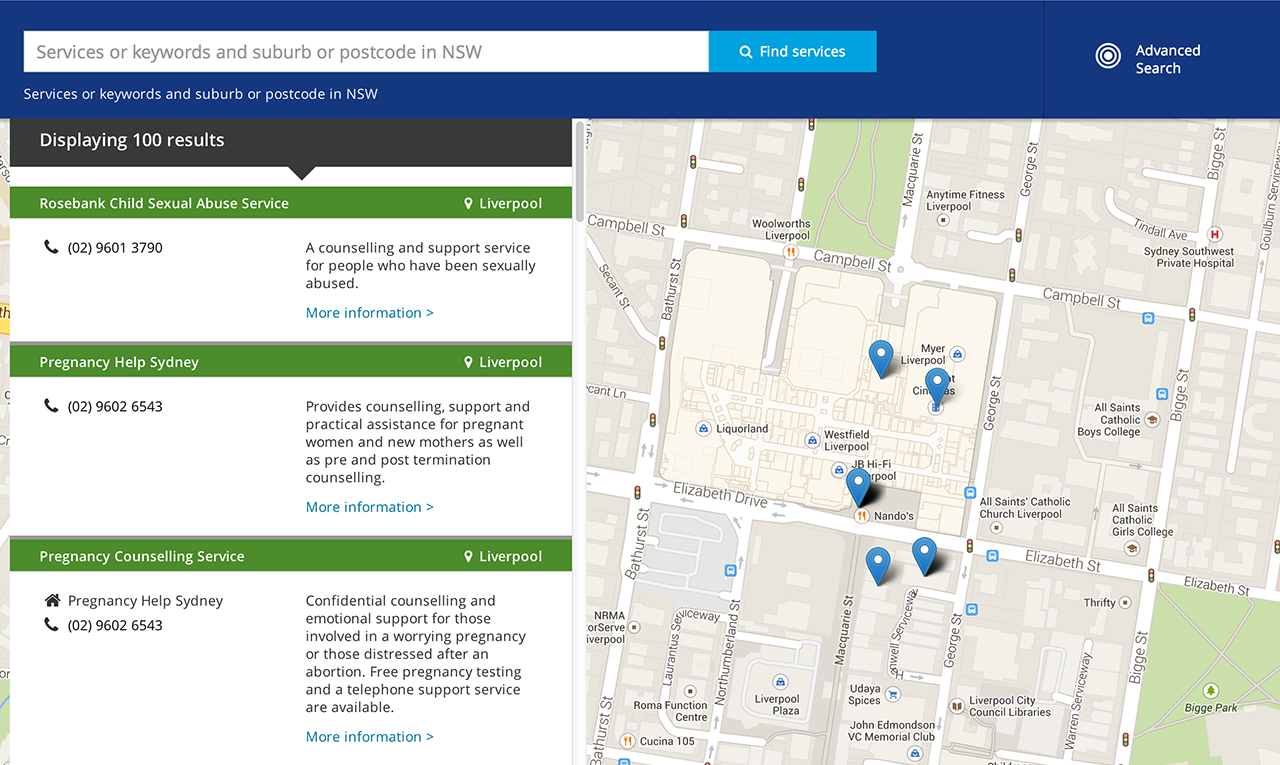 Services or keywords and suburb or postcode in NSW
Find services
Advanced
Search
Services or keywords and suburb or postcode in NSW
Displaying 100 results
Rosebank Child Sexual Abuse Service
Liverpool
(02) 9601 3790
A counselling and support service
for people who have been sexually
abused.
More information >
Pregnancy Help Sydney
Liverpool
(02) 9602 6543
Provides counselling, support and
practical assistance for pregnant
women and new mothers as well
as pre and post termination
counselling.
More information >
Pregnancy Counselling Service
Liverpool
Pregnancy Help Sydney
(02) 9602 6543
Confidential counselling and
emotional support for those
involved in a worrying pregnancy
or those distressed after an
abortion. Free pregnancy testing
and a telephone support service
are available.
More information >
Macquarie St
George St
Bigge St
Goulburn Serviceway
Anytime Fitness
Liverpool
Campbell St
Woolworths
Liverpool
Tindall Ave
H
Sydney Southwest
Private Hospital
Campbell St
Secant St
Bathurst St
Campbell St
Myer
Liverpool
Bigge St
George St
All Saints
Catholic
Boys College
Liquorland
Westfield
Liverpool
JB Hi-Fi
Elizabeth Drive
Nando's
All Saints' Catholic
Church Liverpool
All Saints
Catholic
Girls College
Bathurst St
Elizabeth St
Elizabeth St
Thrifty
NRMA
Laurantus Serviceway
Northumberland St
Macquarie St
George St
Bigge St
Warren Serviceway
Liverpool
Plaza
Udaya
Spices
Roma Function
Centre
Liverpool City
Council Libraries
Bigge Park
John Edmondson
VC Memorial Club
Cucina 105
Bathurst St